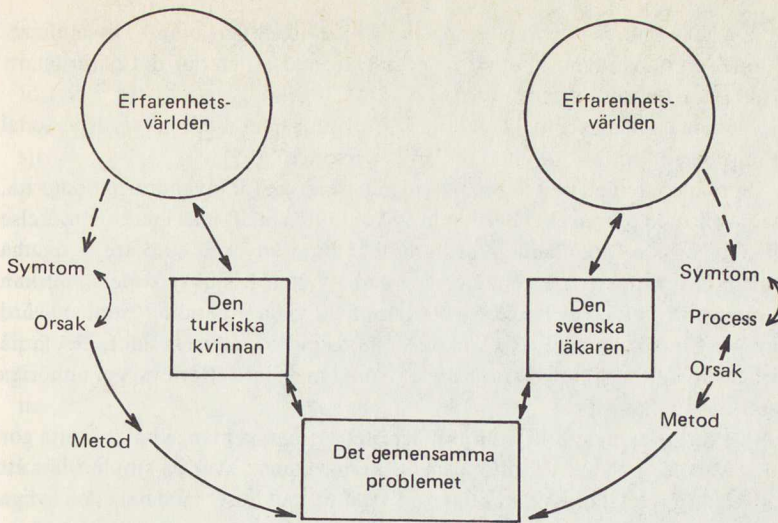 Erfarenhets-
världen
Erfarenhets-
världen
Symtom
Orsak
Den
turkiska
kvinnan
Den
svenska
läkaren
Symtom
Process
Orsak
Metod
Metod
Det gemensamma
problemet